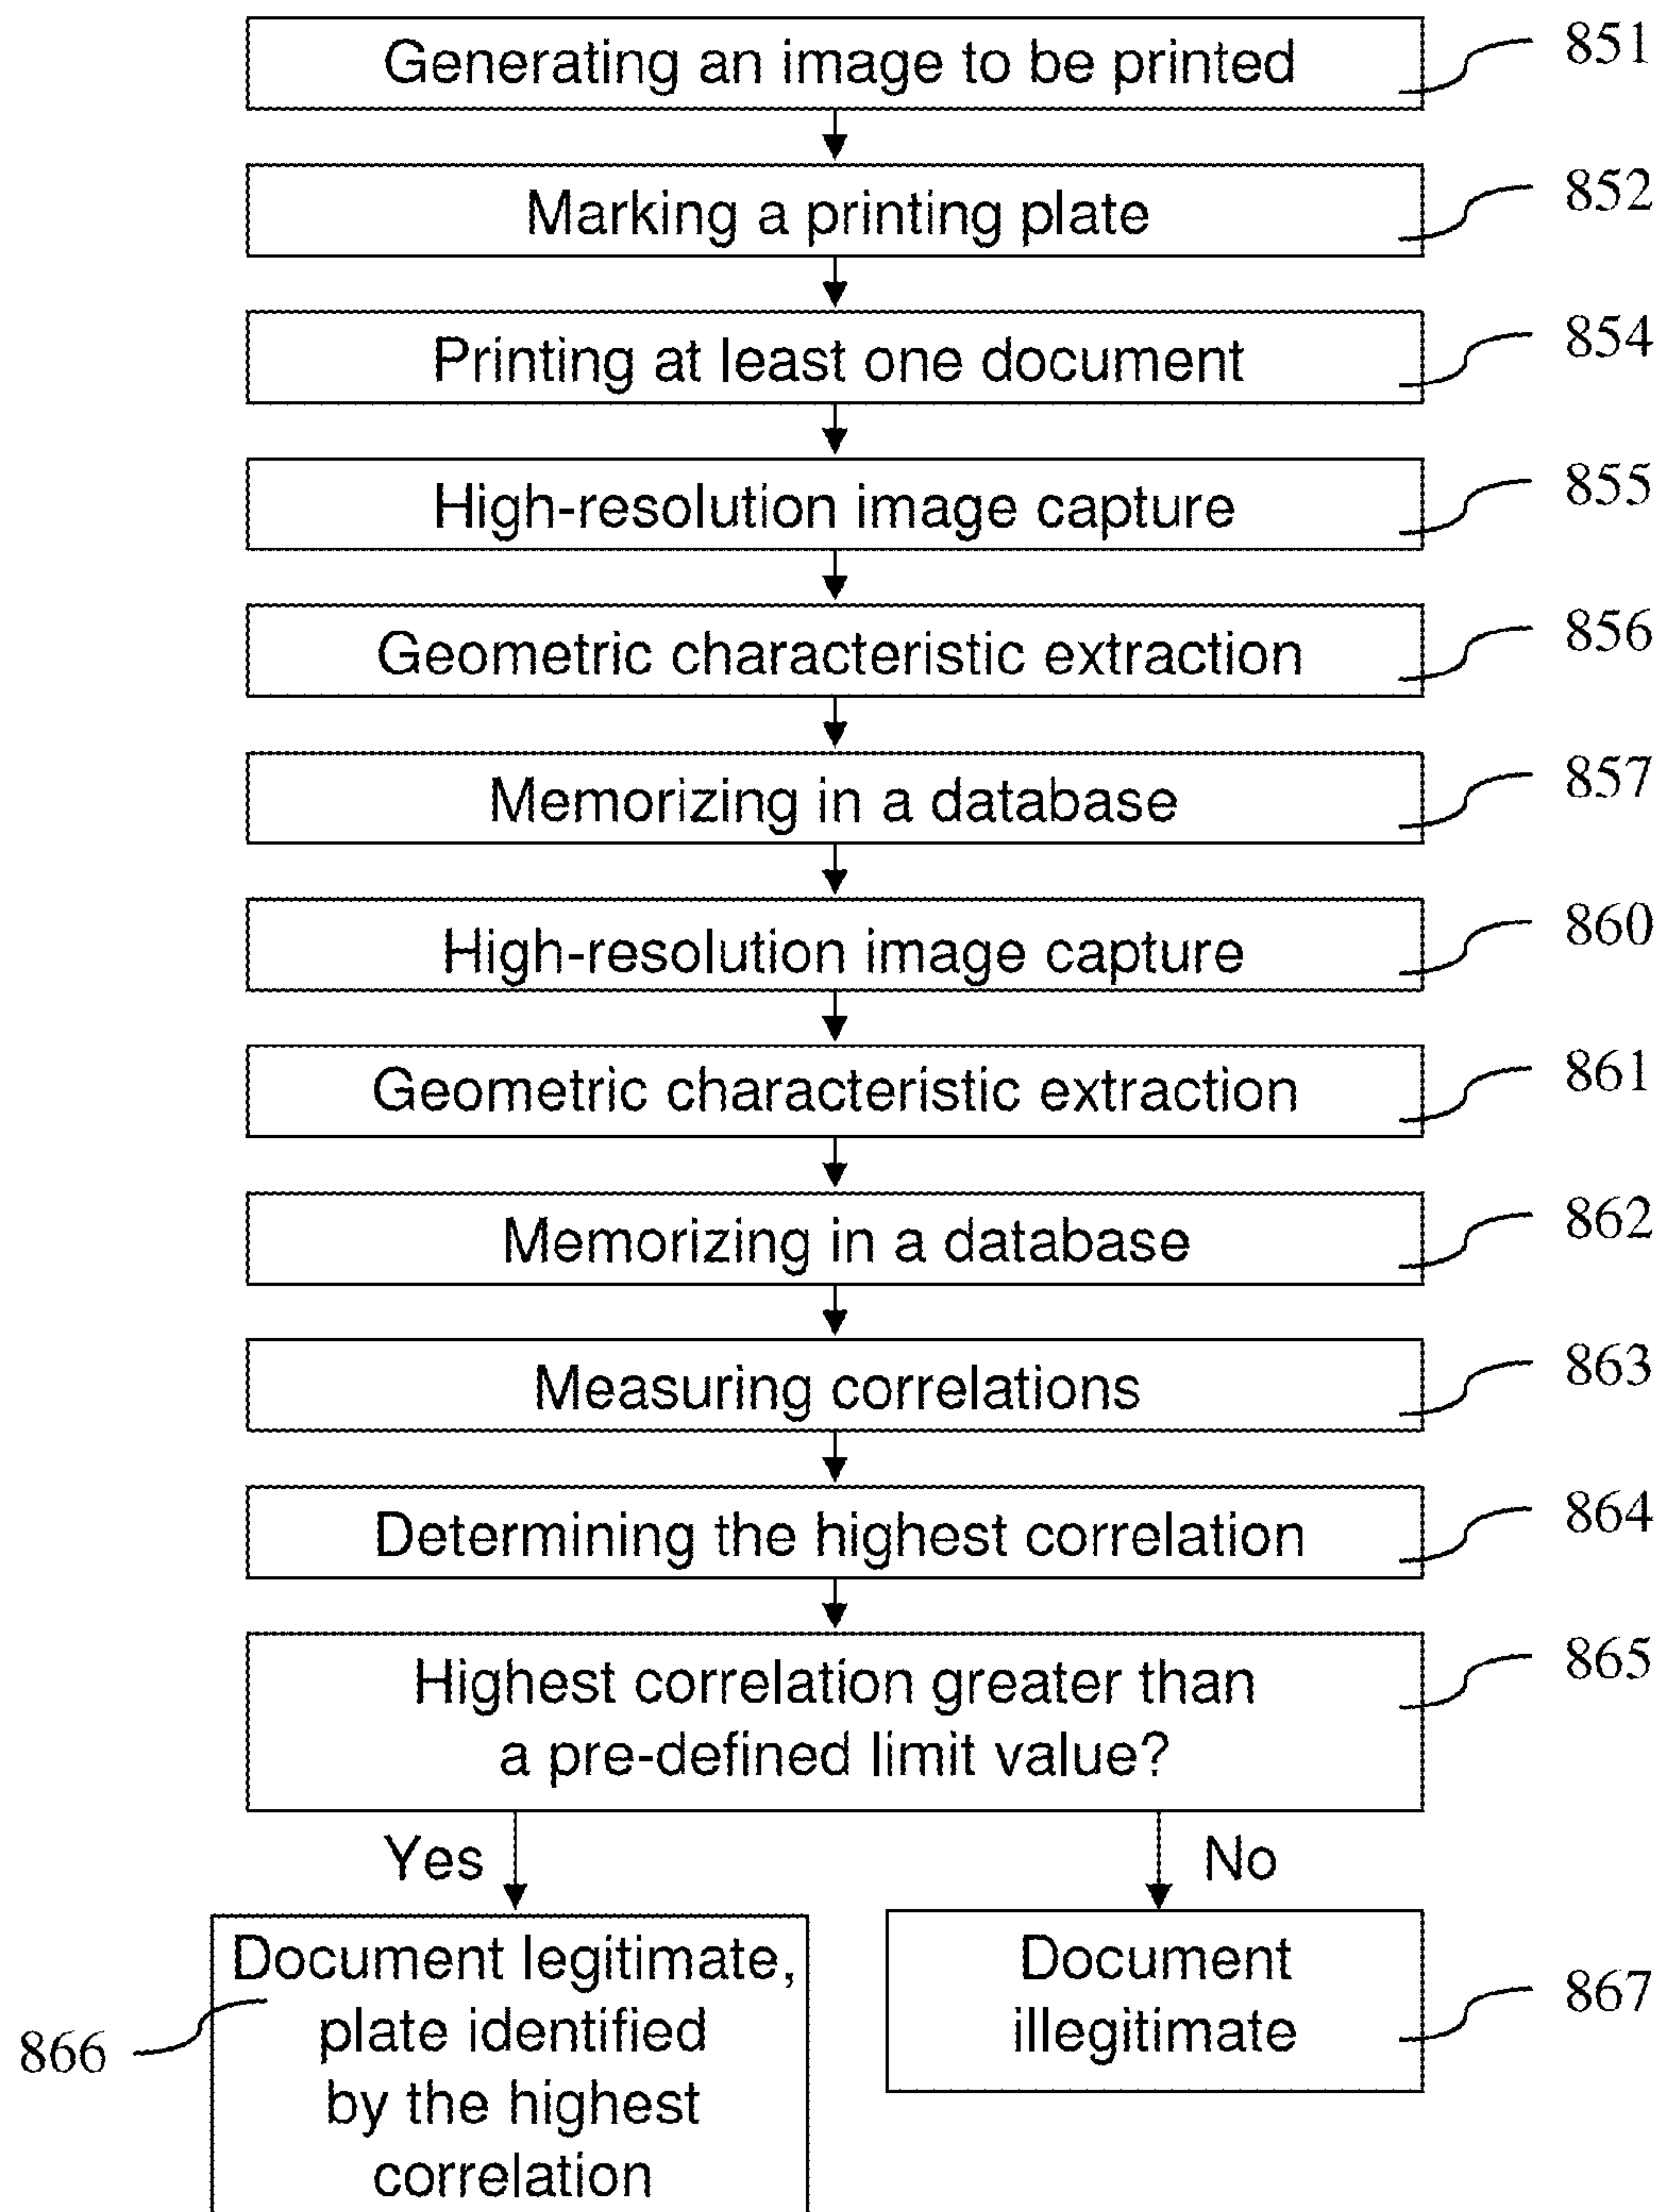 Generating an image to be printed
851
Marking a printing plate
852
Printing at least one document
854
High-resolution image capture
855
Geometric characteristic extraction
856
Memorizing in a database
857
High-resolution image capture
860
Geometric characteristic extraction
861
Memorizing in a database
862
Measuring correlations
863
Determining the highest correlation
864
Highest correlation greater than
a pre-defined limit value?
865
Yes
No
Document legitimate,
plate identified
by the highest
correlation
866
Document
illegitimate
867